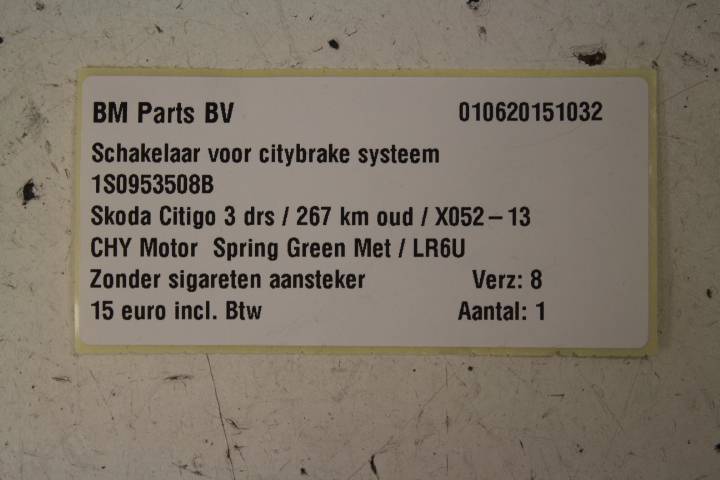 BM Parts BV 010620151032
Schakelaar voor citybrake systeem
1S0953508B
Skoda Citigo 3 drs / 267 km oud / X052 – 13
CHY Motor Spring Green Met / LR6U
Zonder sigareten aansteker Verz: 8
15 euro incl. Btw Aantal: 1